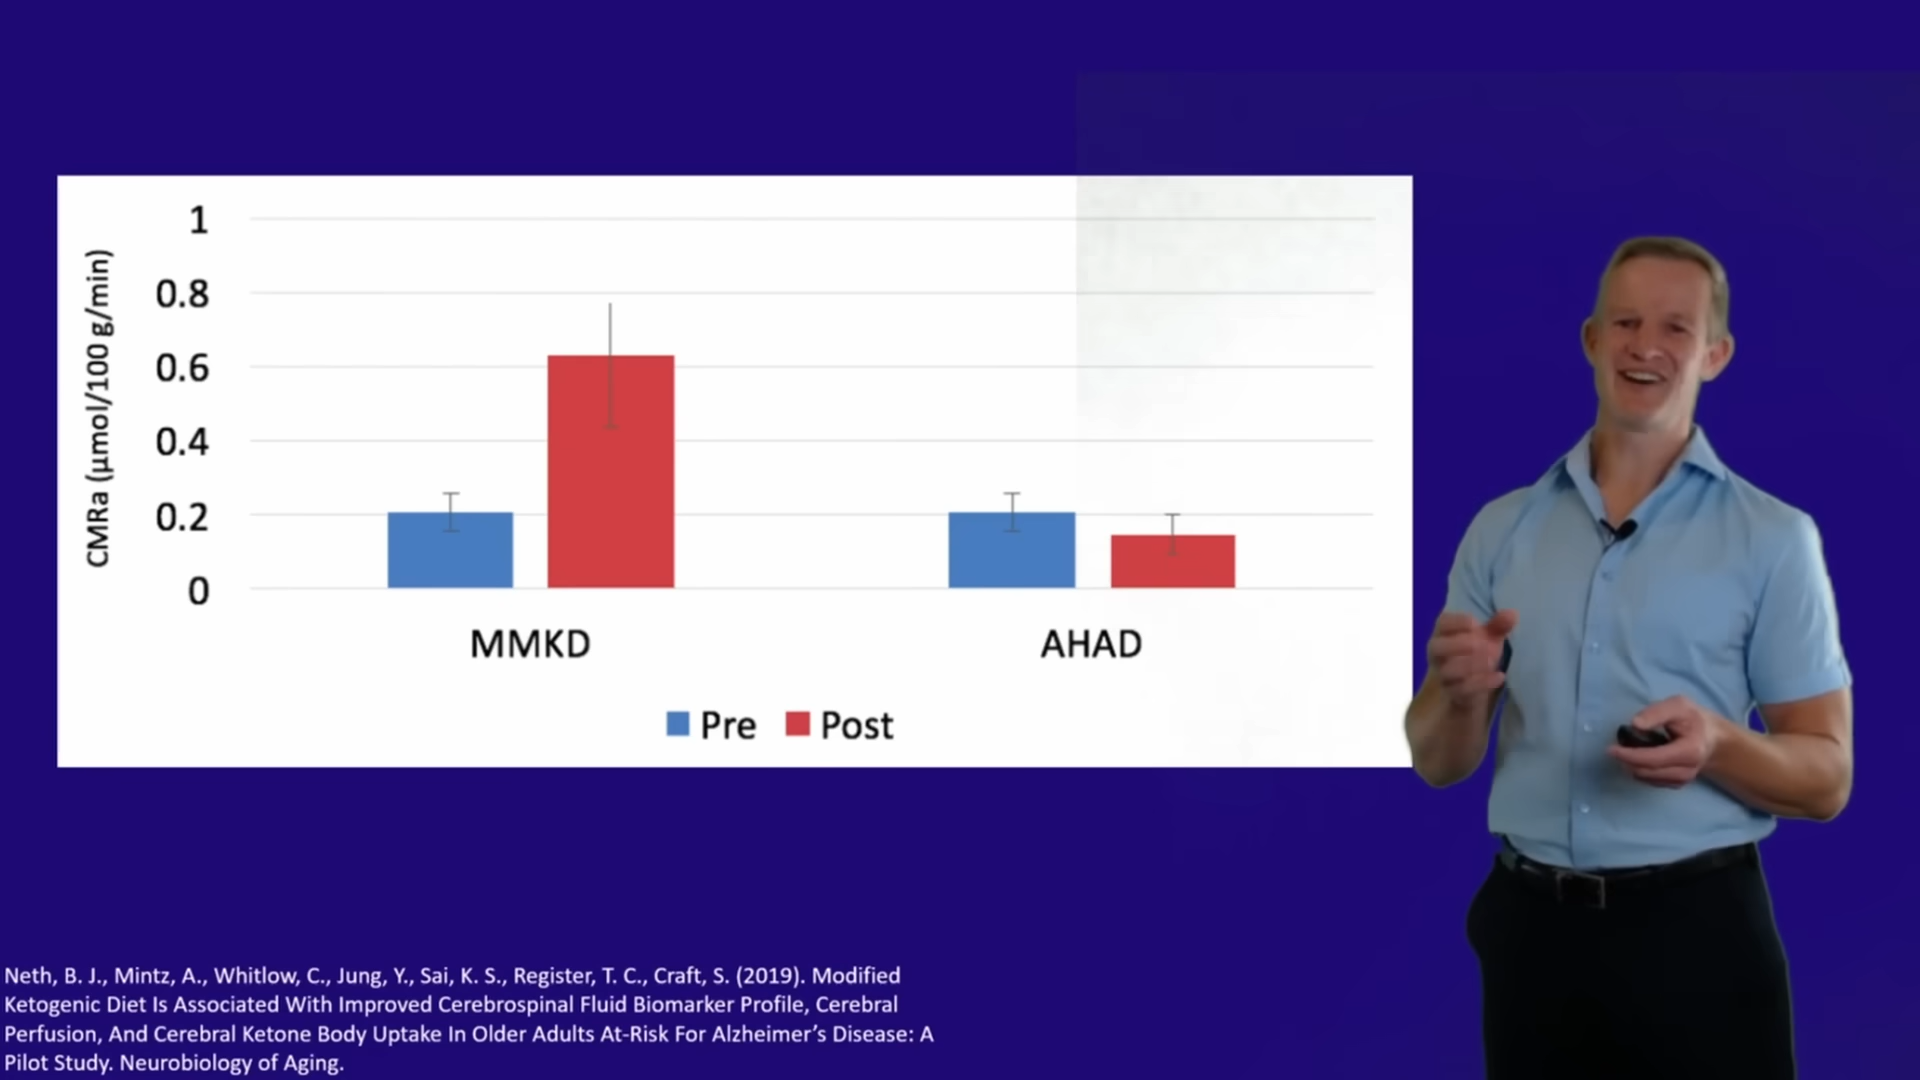 CMRa (µmol/100 g/min)
1
0.8
0.6
0.4
0.2
0
MMKD
AHAD
Pre
Post
Neth, B. J., Mintz, A., Whitlow, C., Jung, Y., Sai, K. S., Register, T. C., Craft, S. (2019). Modified
Ketogenic Diet Is Associated With Improved Cerebrospinal Fluid Biomarker Profile, Cerebral
Perfusion, And Cerebral Ketone Body Uptake In Older Adults At-Risk For Alzheimer’s Disease: A
Pilot Study. Neurobiology of Aging.